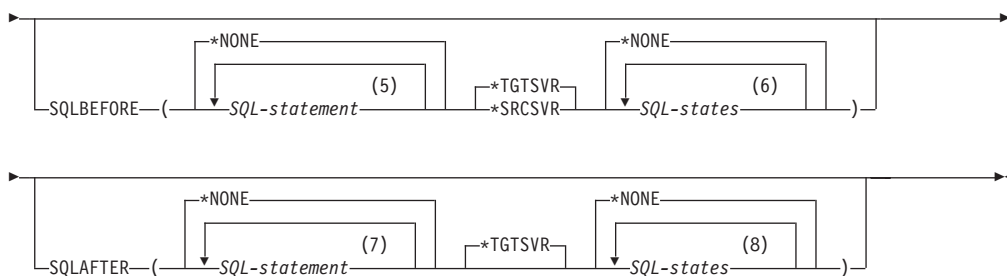 *NONE *NONE
(5) *TGTSVR (6)
SQLBEFORE ( SQL-statement *SRCSVR SQL-states )
*NONE *NONE
(7) *TGTSVR (8)
SQLAFTER ( SQL-statement SQL-states )